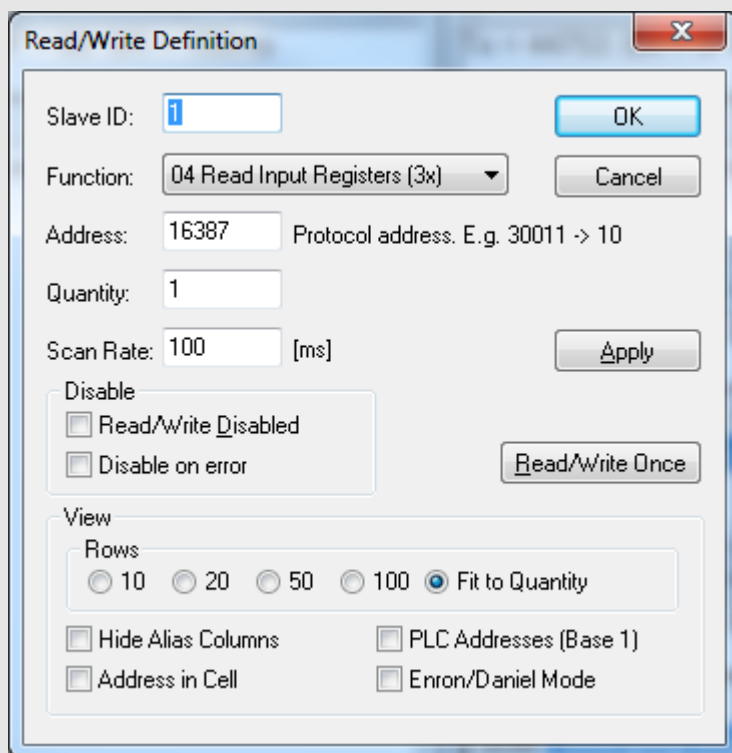 Read/Write Definition
Slave ID: 1
OK
Function: 04 Read Input Registers (3x)
Cancel
Address: 16387 Protocol address. E.g. 30011 -> 10
Quantity: 1
Scan Rate: 100 [ms]
Apply
Disable
Read/Write Disabled
Disable on error
Read/Write Once
View
Rows
10 20 50 100 Fit to Quantity
Hide Alias Columns PLC Addresses (Base 1)
Address in Cell Enron/Daniel Mode